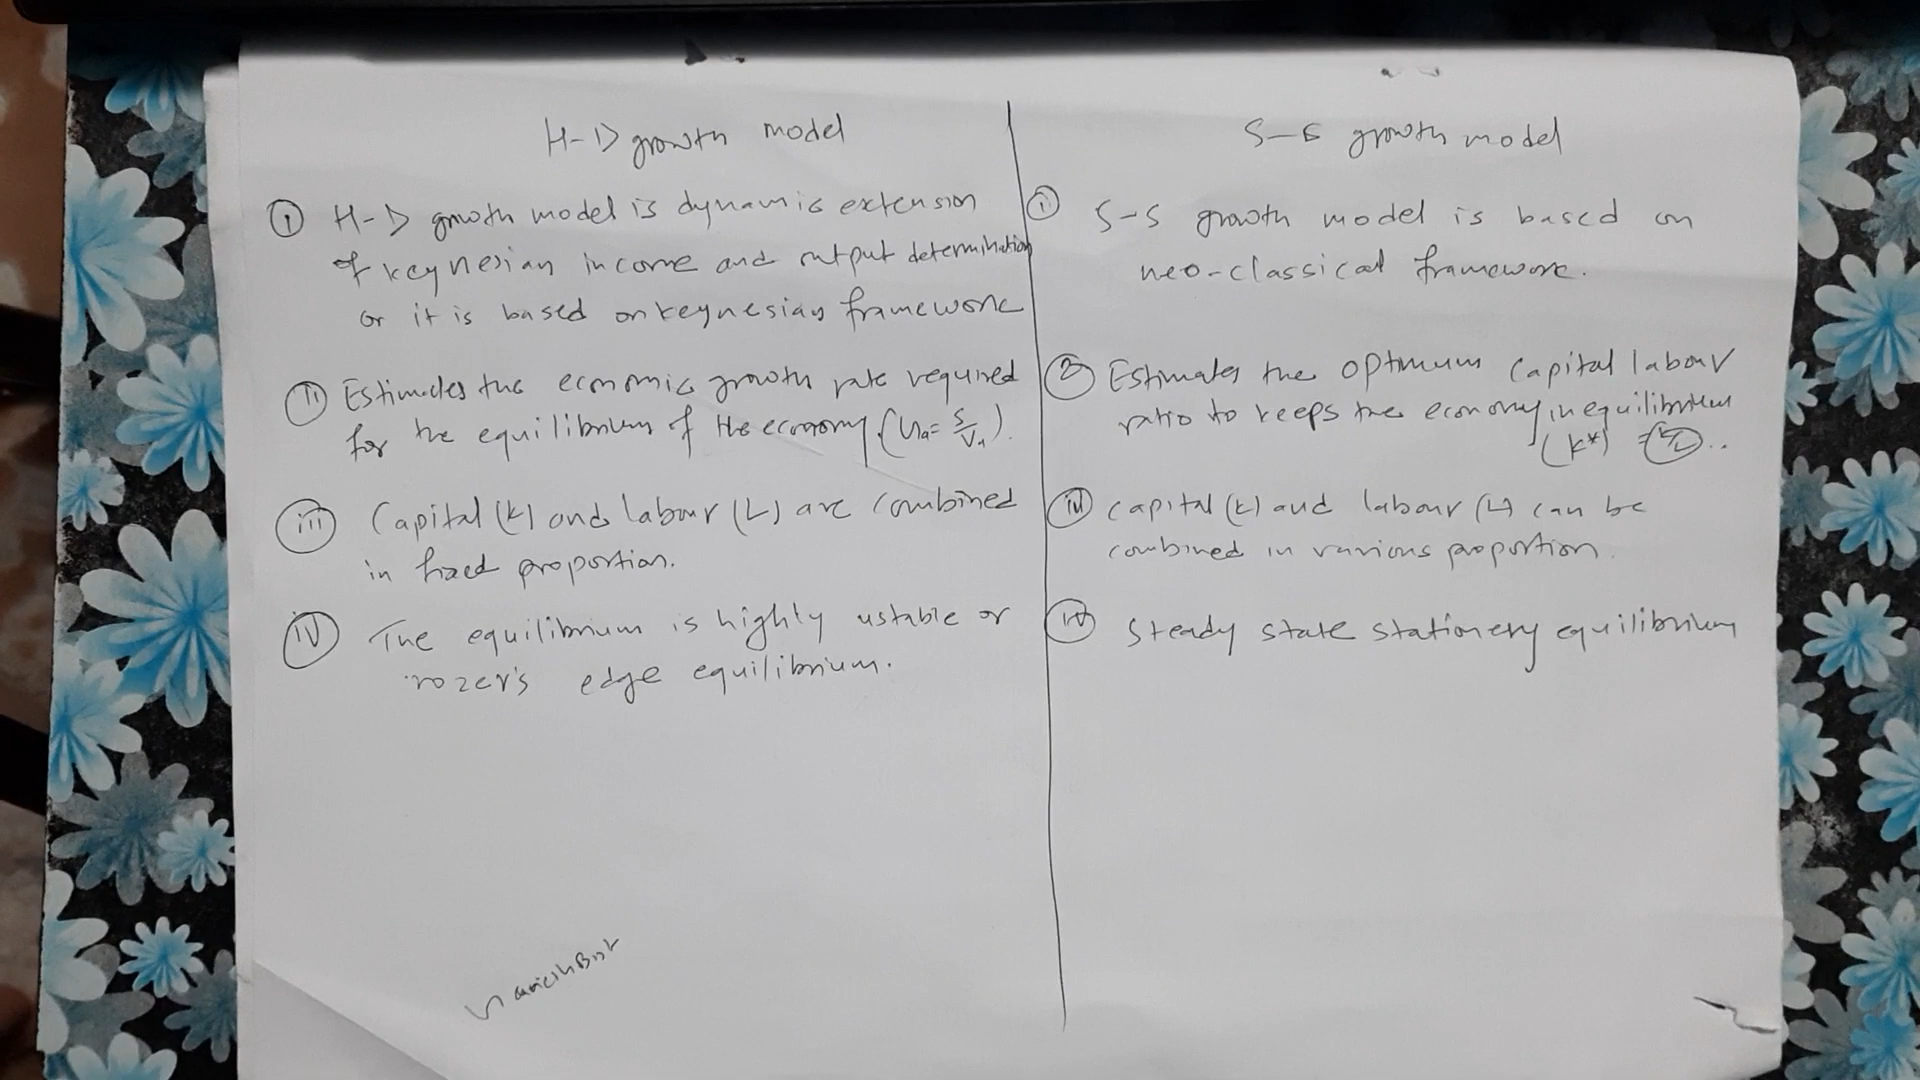 H-D growth model
① H-D growth model is dynamic extension
of keynesian income and output determination
or it is based on keynesian framework
ⅱ Estimates the economic growth rate required
for the equilibrium of the economy.
ⅲ Capital (K) and labour (L) are combined
in fixed proportion.
ⅳ The equilibrium is highly ustable or
rozer's edge equilibrium.
S-S growth model
① S-S growth model is based on
neo-classical framework.
② Estimates the optimum capital labour
ratio to keeps the economy in equilibrium
(k*)
ⅲ capital (K) and labour (L) can be
combined in various proportion.
ⅳ Steady state stationery equilibrium